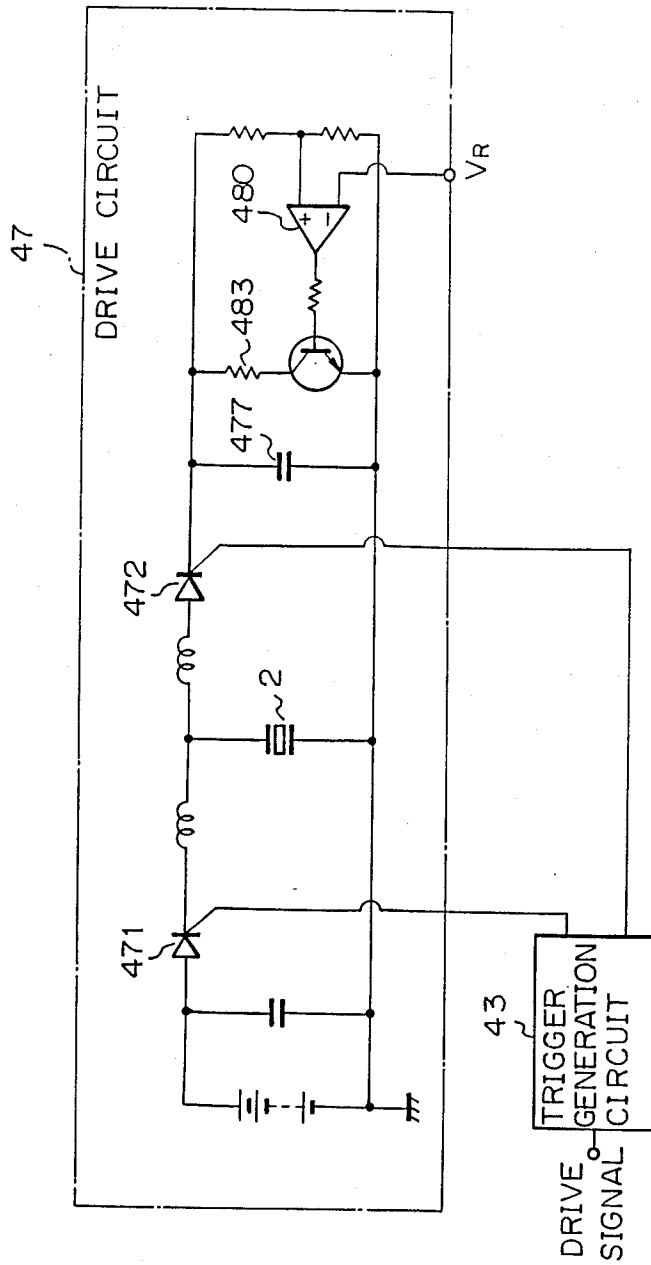 47
DRIVE CIRCUIT
480
+
−
483
477
472
2
471
VR
43
TRIGGER
GENERATION
CIRCUIT
DRIVE
SIGNAL